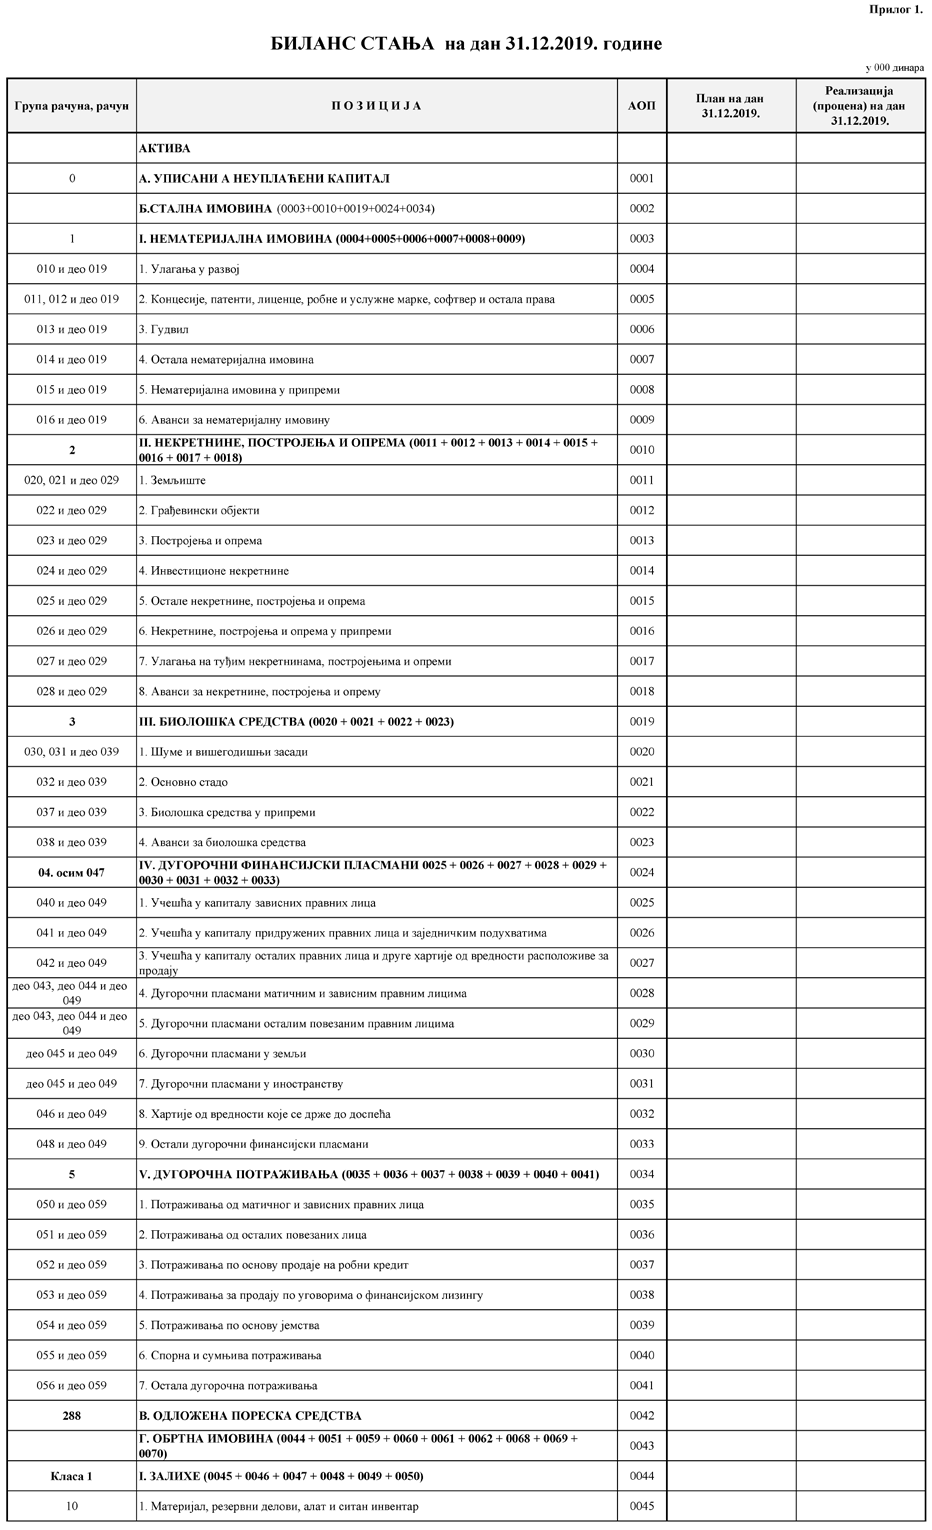 Прилог 1.
БИЛАНС СТАЊА на дан 31.12.2019. године
у 000 динара
Група рачуна, рачун П О З И Ц И Ј А АОП План на дан 31.12.2019. Реализација (процена) на дан 31.12.2019.
АКТИВА
0 А. УПИСАНИ А НЕУПЛАЋЕНИ КАПИТАЛ 0001
Б.СТАЛНА ИМОВИНА (0003+0010+0019+0024+0034) 0002
1 I. НЕМАТЕРИЈАЛНА ИМОВИНА (0004+0005+0006+0007+0008+0009) 0003
010 и део 019 1. Улагања у развој 0004
011, 012 и део 019 2. Концесије, патенти, лиценце, робне и услужне марке, софтвер и остала права 0005
013 и део 019 3. Гудвил 0006
014 и део 019 4. Остала нематеријална имовина 0007
015 и део 019 5. Нематеријална имовина у припреми 0008
016 и део 019 6. Аванси за нематеријалну имовину 0009
2 II. НЕКРЕТНИНЕ, ПОСТРОЈЕЊА И ОПРЕМА (0011 + 0012 + 0013 + 0014 + 0015 + 0016 + 0017 + 0018) 0010
020, 021 и део 029 1. Земљиште 0011
022 и део 029 2. Грађевински објекти 0012
023 и део 029 3. Постројења и опрема 0013
024 и део 029 4. Инвестиционе некретнине 0014
025 и део 029 5. Остале некретнине, постројења и опрема 0015
026 и део 029 6. Некретнине, постројења и опрема у припреми 0016
027 и део 029 7. Улагања на туђим некретнинама, постројењима и опреми 0017
028 и део 029 8. Аванси за некретнине, постројења и опрему 0018
3 III. БИОЛОШКА СРЕДСТВА (0020 + 0021 + 0022 + 0023) 0019
030, 031 и део 039 1. Шуме и вишегодишњи засади 0020
032 и део 039 2. Основно стадо 0021
037 и део 039 3. Биолошка средства у припреми 0022
038 и део 039 4. Аванси за биолошка средства 0023
04. осим 047 IV. ДУГОРОЧНИ ФИНАНСИЈСКИ ПЛАСМАНИ 0025 + 0026 + 0027 + 0028 + 0029 + 0030 + 0031 + 0032 + 0033) 0024
040 и део 049 1. Учешћа у капиталу зависних правних лица 0025
041 и део 049 2. Учешћа у капиталу придружених правних лица и заједничким подухватима 0026
042 и део 049 3. Учешћа у капиталу осталих правних лица и друге хартије од вредности расположиве за продају 0027
део 043, део 044 и део 049 4. Дугорочни пласмани матичним и зависним правним лицима 0028
део 043, део 044 и део 049 5. Дугорочни пласмани осталим повезаним правним лицима 0029
део 045 и део 049 6. Дугорочни пласмани у земљи 0030
део 045 и део 049 7. Дугорочни пласмани у иностранству 0031
046 и део 049 8. Хартије од вредности које се држе до доспећа 0032
048 и део 049 9. Остали дугорочни финансијски пласмани 0033
5 V. ДУГОРОЧНА ПОТРАЖИВАЊА (0035 + 0036 + 0037 + 0038 + 0039 + 0040 + 0041) 0034
050 и део 059 1. Потраживања од матичног и зависних правних лица 0035
051 и део 059 2. Потраживања од осталих повезаних лица 0036
052 и део 059 3. Потраживања по основу продаје на робни кредит 0037
053 и део 059 4. Потраживања за продају по уговорима о финансијском лизингу 0038
054 и део 059 5. Потраживања по основу јемства 0039
055 и део 059 6. Спорна и сумњива потраживања 0040
056 и део 059 7. Остала дугорочна потраживања 0041
288 В. ОДЛОЖЕНА ПОРЕСКА СРЕДСТВА 0042
Г. ОБРТНА ИМОВИНА (0044 + 0051 + 0059 + 0060 + 0061 + 0062 + 0068 + 0069 + 0070) 0043
Класа 1 I. ЗАЛИХЕ (0045 + 0046 + 0047 + 0048 + 0049 + 0050) 0044
10 1. Материјал, резервни делови, алат и ситан инвентар 0045